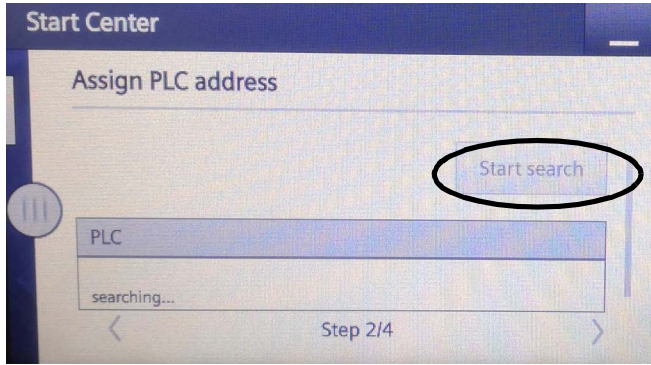 Start Center
Assign PLC address
Start search
PLC
searching...
Step 2/4